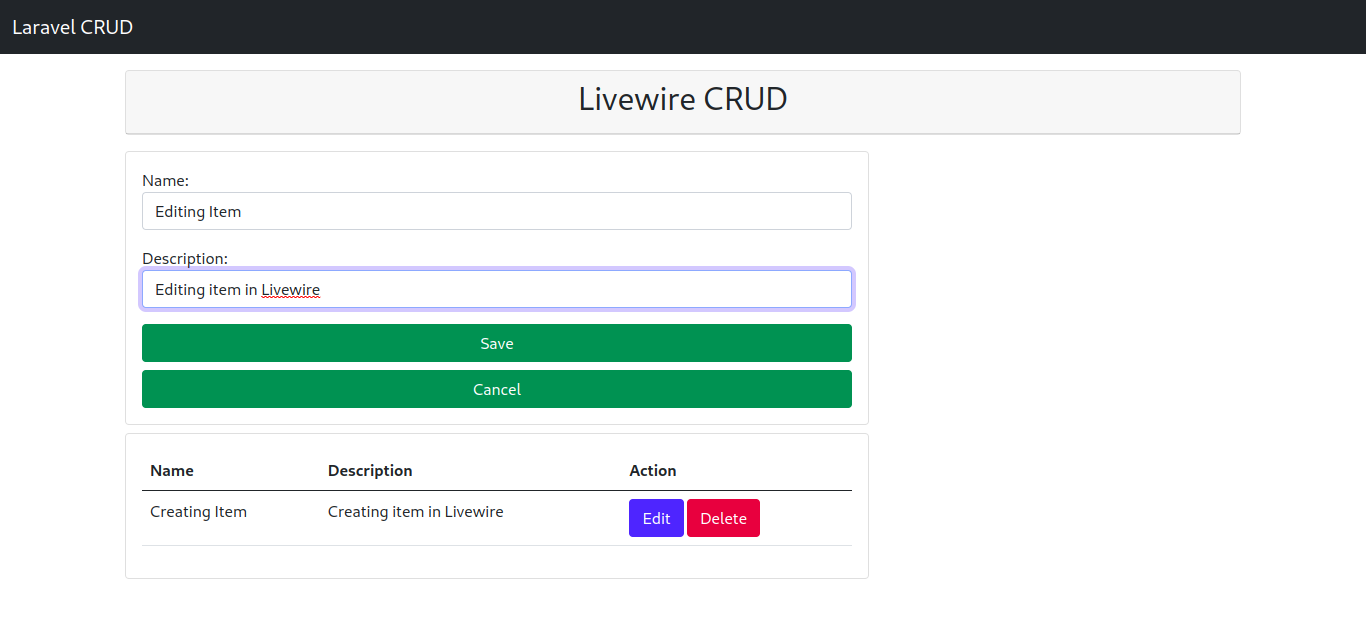 Laravel CRUD
Livewire CRUD
Name:
Editing Item
Description:
Editing item in Livewire
Save
Cancel
Name Description Action
Creating Item Creating item in Livewire Edit Delete